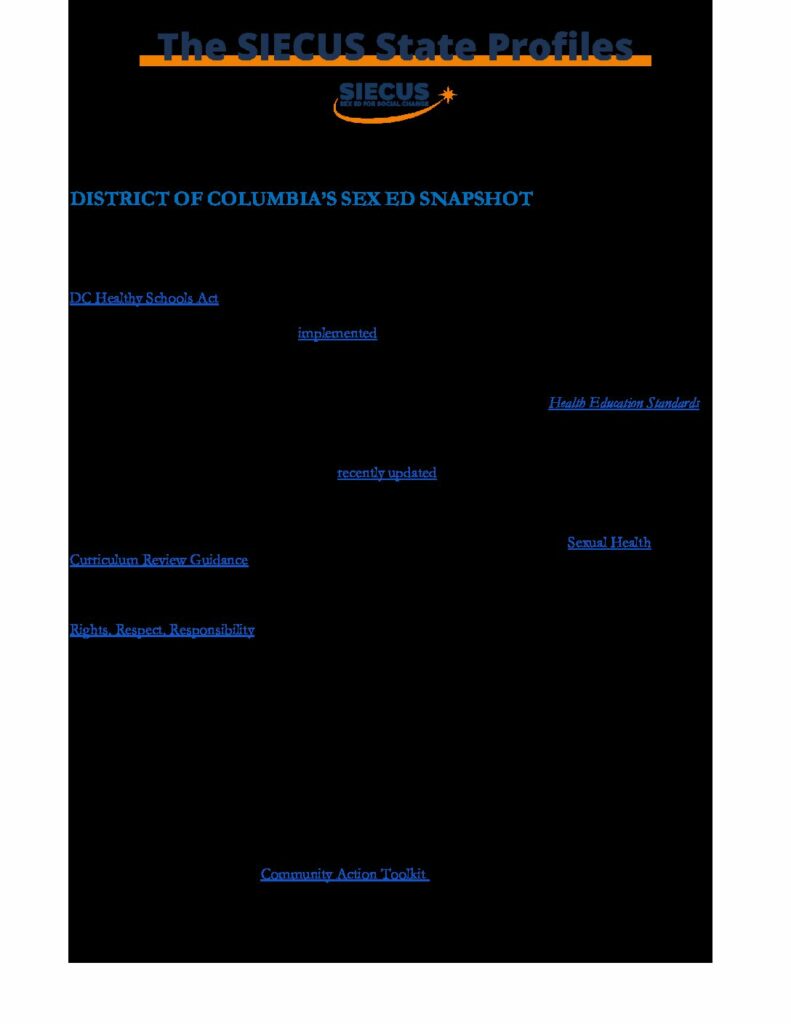 The SIECUS State Profiles
SIECUS
SEX ED FOR SOCIAL CHANGE
DISTRICT OF COLUMBIA'S SEX ED SNAPSHOT
DC Healthy Schools Act
implemented
Health Education Standards
recently updated
Sexual Health
Curriculum Review Guidance
Rights, Respect, Responsibility
Community Action Toolkit